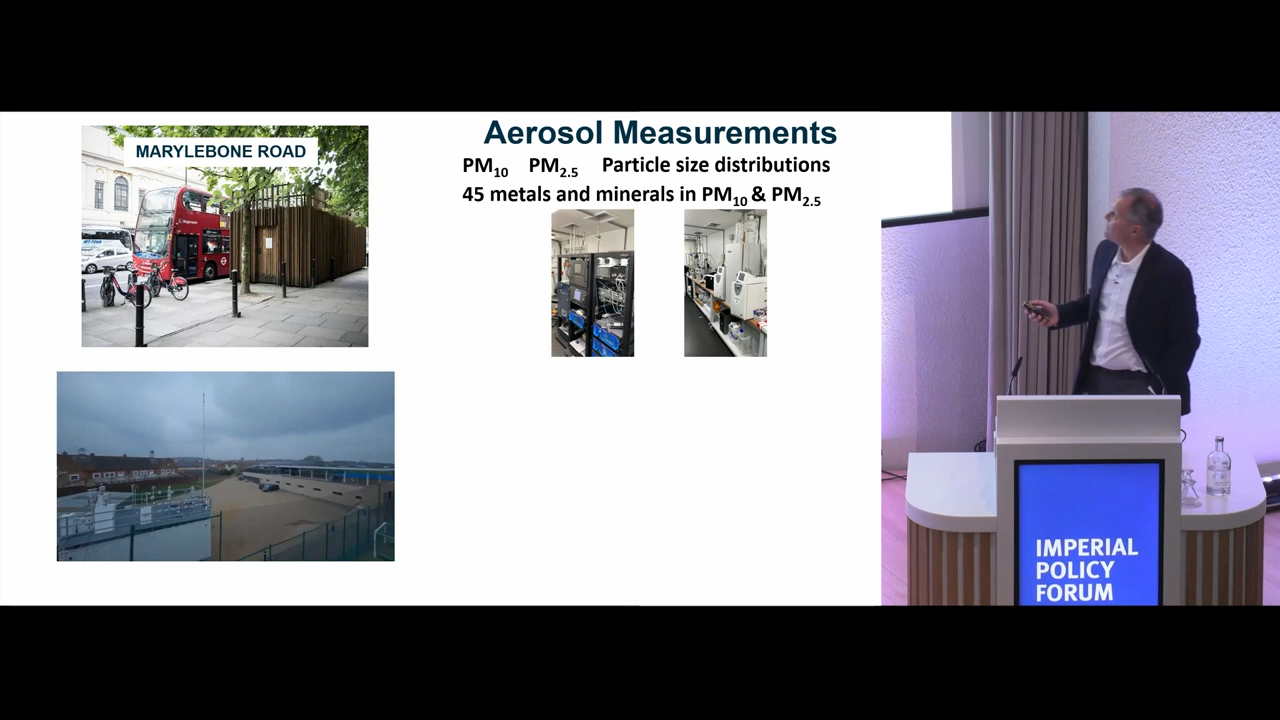 MARYLEBONE ROAD
Aerosol Measurements
PM10 PM2.5 Particle size distributions
45 metals and minerals in PM10 & PM2.5
IMPERIAL
POLICY
FORUM